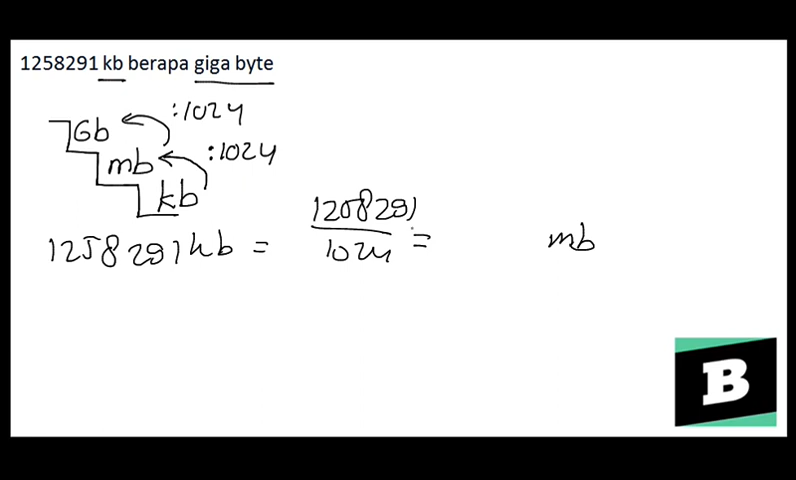 1258291 kb berapa giga byte
:1024
Gb
:1024
mb
kb
1258291 kb = 1258291 / 1024 = mb
B